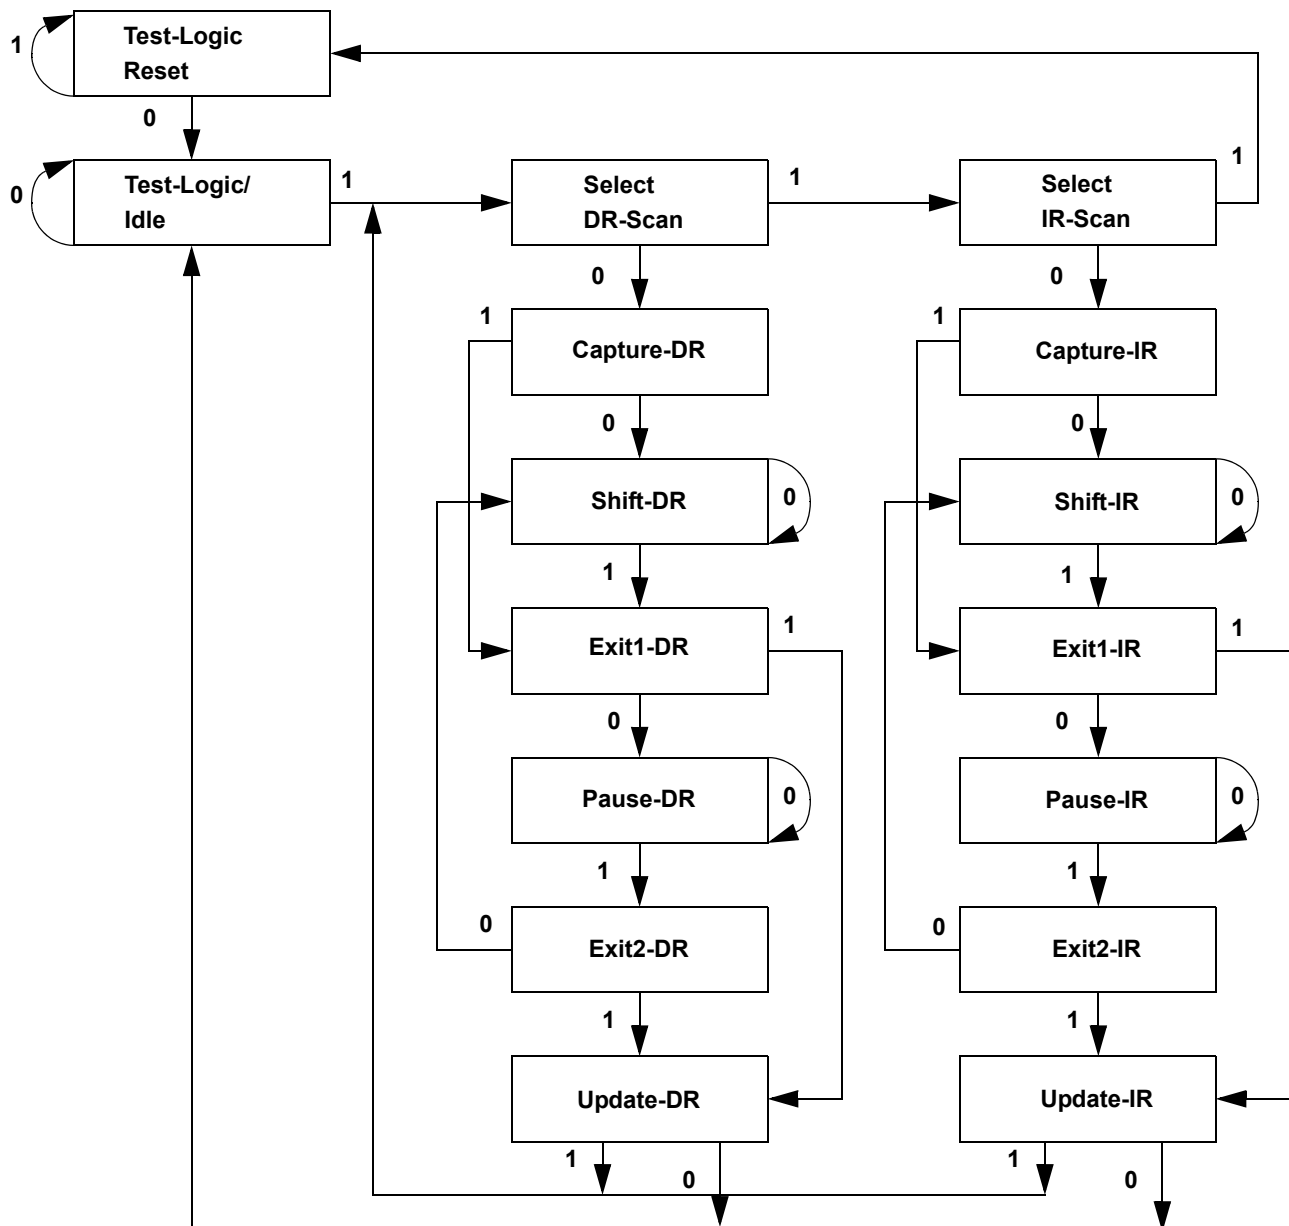 1
Test-Logic
Reset
0
0
Test-Logic/
Idle
1
Select
DR-Scan
1
Select
IR-Scan
1
0
0
1
Capture-DR
1
Capture-IR
0
0
Shift-DR
0
Shift-IR
0
1
1
Exit1-DR
1
Exit1-IR
1
0
0
Pause-DR
0
Pause-IR
0
1
1
0
Exit2-DR
0
Exit2-IR
1
1
Update-DR
Update-IR
1
0
1
0